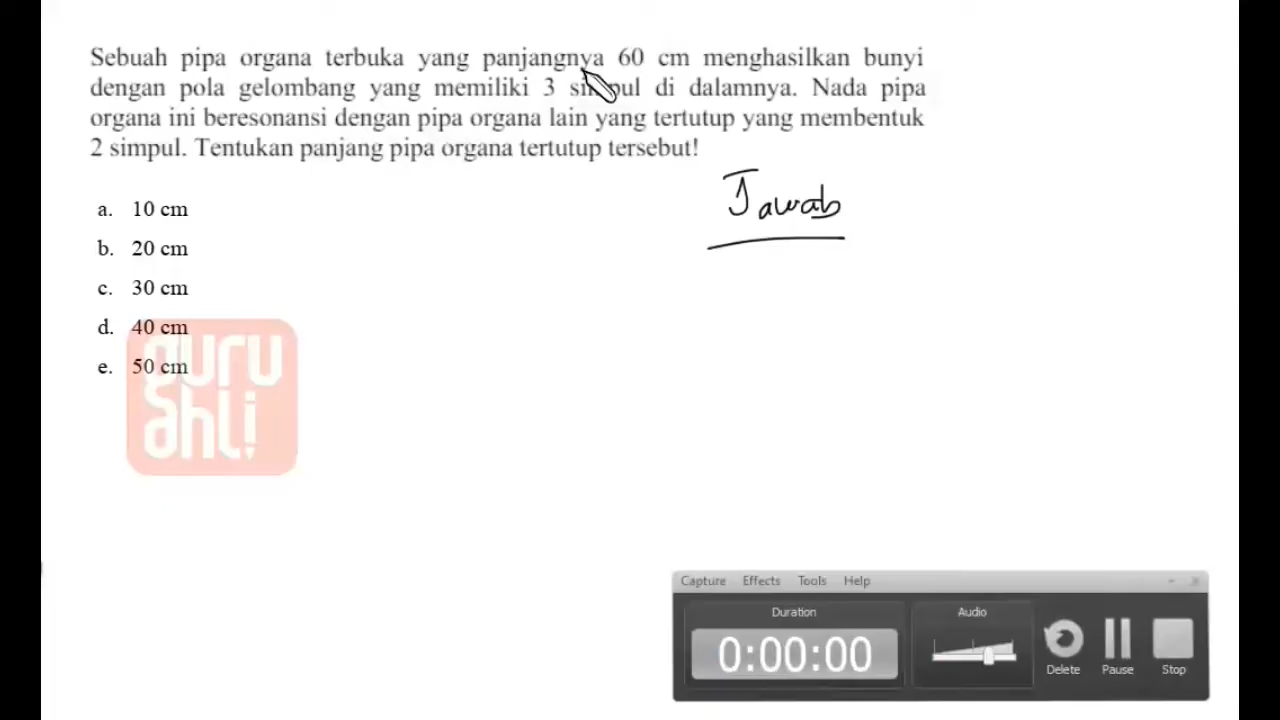 Sebuah pipa organa terbuka yang panjangnya 60 cm menghasilkan bunyi
dengan pola gelombang yang memiliki 3 simpul di dalamnya. Nada pipa
organa ini beresonansi dengan pipa organa lain yang tertutup yang membentuk
2 simpul. Tentukan panjang pipa organa tertutup tersebut!
Jawab
a. 10 cm
b. 20 cm
c. 30 cm
d. 40 cm
e. 50 cm
guru
ahli
Capture Effects Tools Help
Duration Audio
0:00:00
Delete Pause Stop